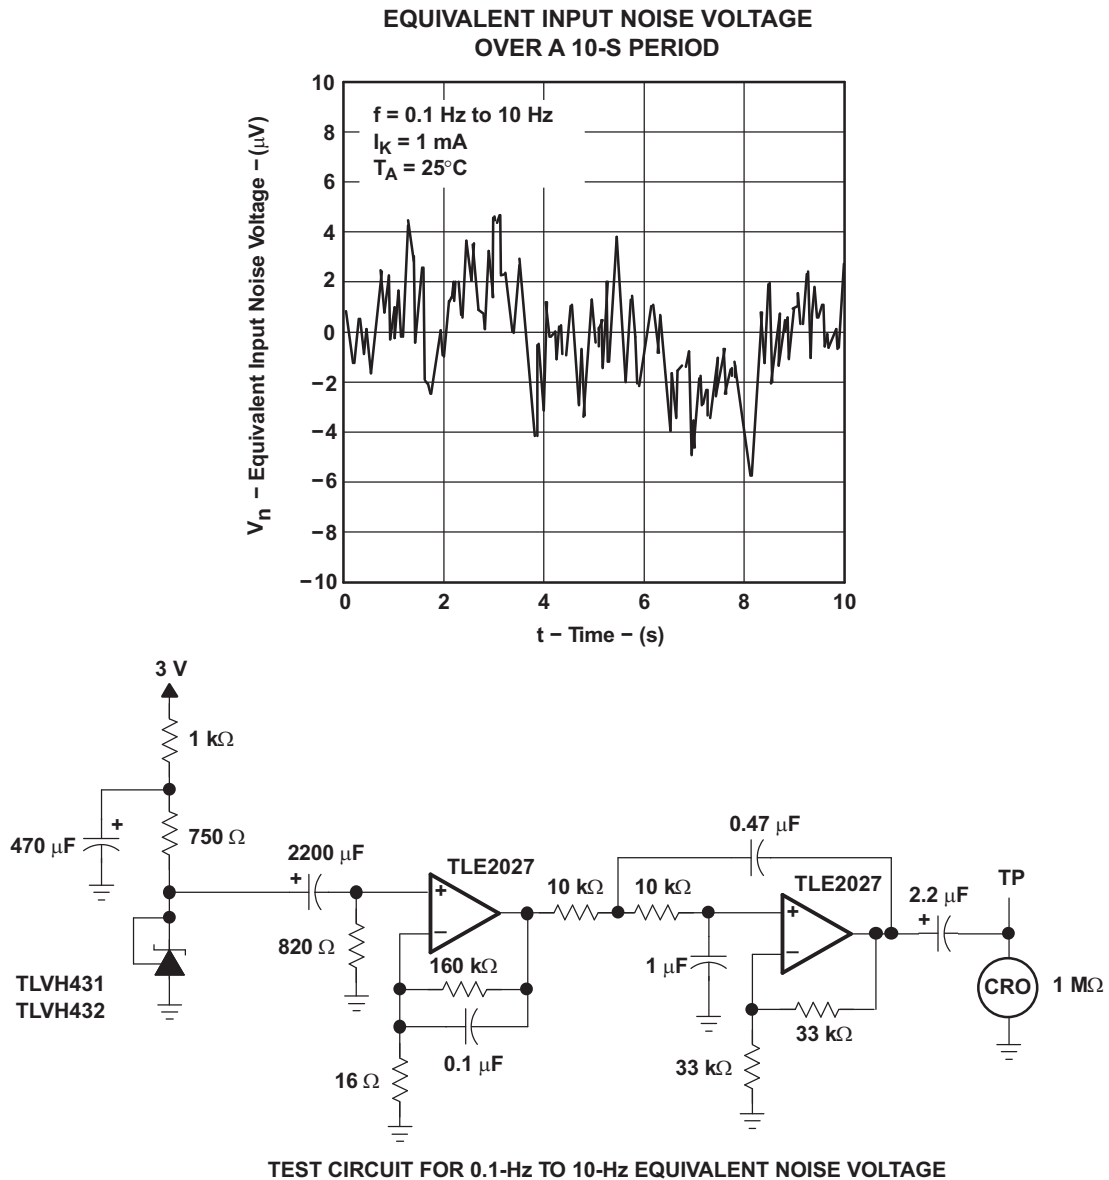 EQUIVALENT INPUT NOISE VOLTAGE
OVER A 10-S PERIOD
Vn – Equivalent Input Noise Voltage – (μV)
10
8
6
4
2
0
−2
−4
−6
−8
−10
f = 0.1 Hz to 10 Hz
IK = 1 mA
TA = 25°C
0 2 4 6 8 10
t – Time – (s)
3 V
1 kΩ
470 μF
+
750 Ω
TLVH431
TLVH432
2200 μF
+
820 Ω
TLE2027
+
−
160 kΩ
0.1 μF
16 Ω
10 kΩ
10 kΩ
0.47 μF
1 μF
TLE2027
+
−
33 kΩ
33 kΩ
2.2 μF
+
TP
CRO
1 MΩ
TEST CIRCUIT FOR 0.1-Hz TO 10-Hz EQUIVALENT NOISE VOLTAGE